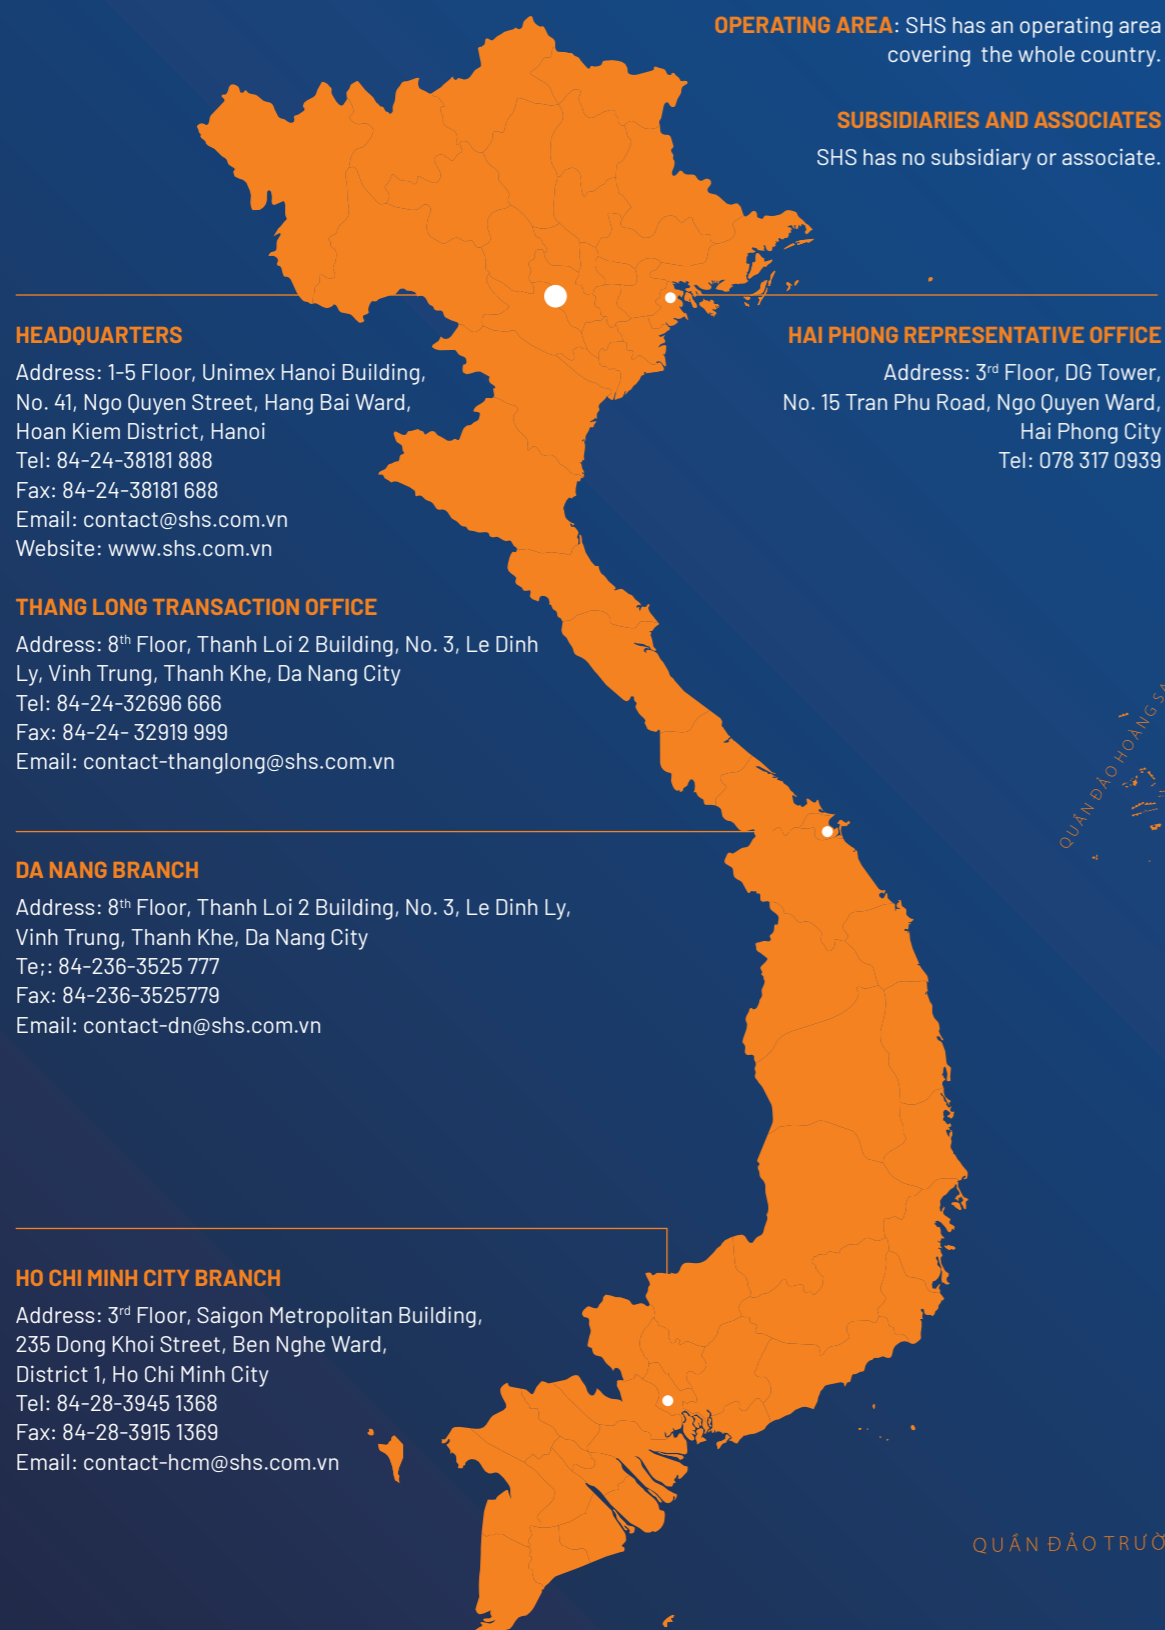 OPERATING AREA: SHS has an operating area
covering the whole country.
SUBSIDIARIES AND ASSOCIATES
SHS has no subsidiary or associate.
HEADQUARTERS
Address: 1-5 Floor, Unimex Hanoi Building,
No. 41, Ngo Quyen Street, Hang Bai Ward,
Hoan Kiem District, Hanoi
Tel: 84-24-38181 888
Fax: 84-24-38181 688
Email: contact@shs.com.vn
Website: www.shs.com.vn
HAI PHONG REPRESENTATIVE OFFICE
Address: 3rd Floor, DG Tower,
No. 15 Tran Phu Road, Ngo Quyen Ward,
Hai Phong City
Tel: 078 317 0939
THANG LONG TRANSACTION OFFICE
Address: 8th Floor, Thanh Loi 2 Building, No. 3, Le Dinh
Ly, Vinh Trung, Thanh Khe, Da Nang City
Tel: 84-24-32696 666
Fax: 84-24- 32919 999
Email: contact-thanglong@shs.com.vn
QUẦN ĐẢO HOÀNG SA
DA NANG BRANCH
Address: 8th Floor, Thanh Loi 2 Building, No. 3, Le Dinh Ly,
Vinh Trung, Thanh Khe, Da Nang City
Te;: 84-236-3525 777
Fax: 84-236-3525779
Email: contact-dn@shs.com.vn
HO CHI MINH CITY BRANCH
Address: 3rd Floor, Saigon Metropolitan Building,
235 Dong Khoi Street, Ben Nghe Ward,
District 1, Ho Chi Minh City
Tel: 84-28-3945 1368
Fax: 84-28-3915 1369
Email: contact-hcm@shs.com.vn
QUẦN ĐẢO TRƯỜ